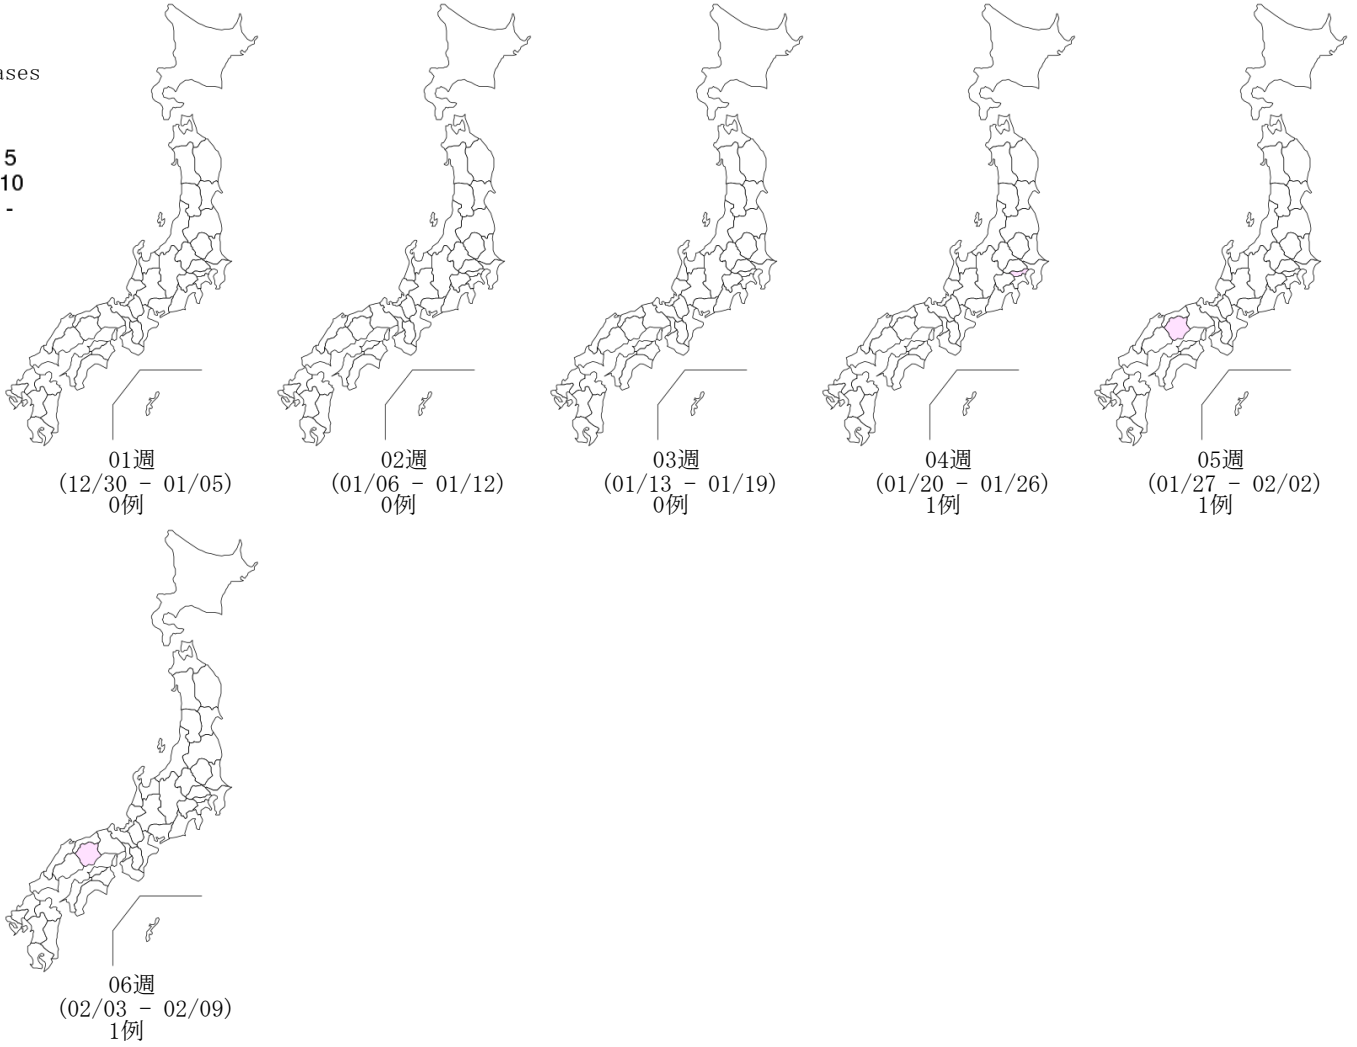 ases
5
10
-
01週
(12/30 - 01/05)
0例
02週
(01/06 - 01/12)
0例
03週
(01/13 - 01/19)
0例
04週
(01/20 - 01/26)
1例
05週
(01/27 - 02/02)
1例
06週
(02/03 - 02/09)
1例